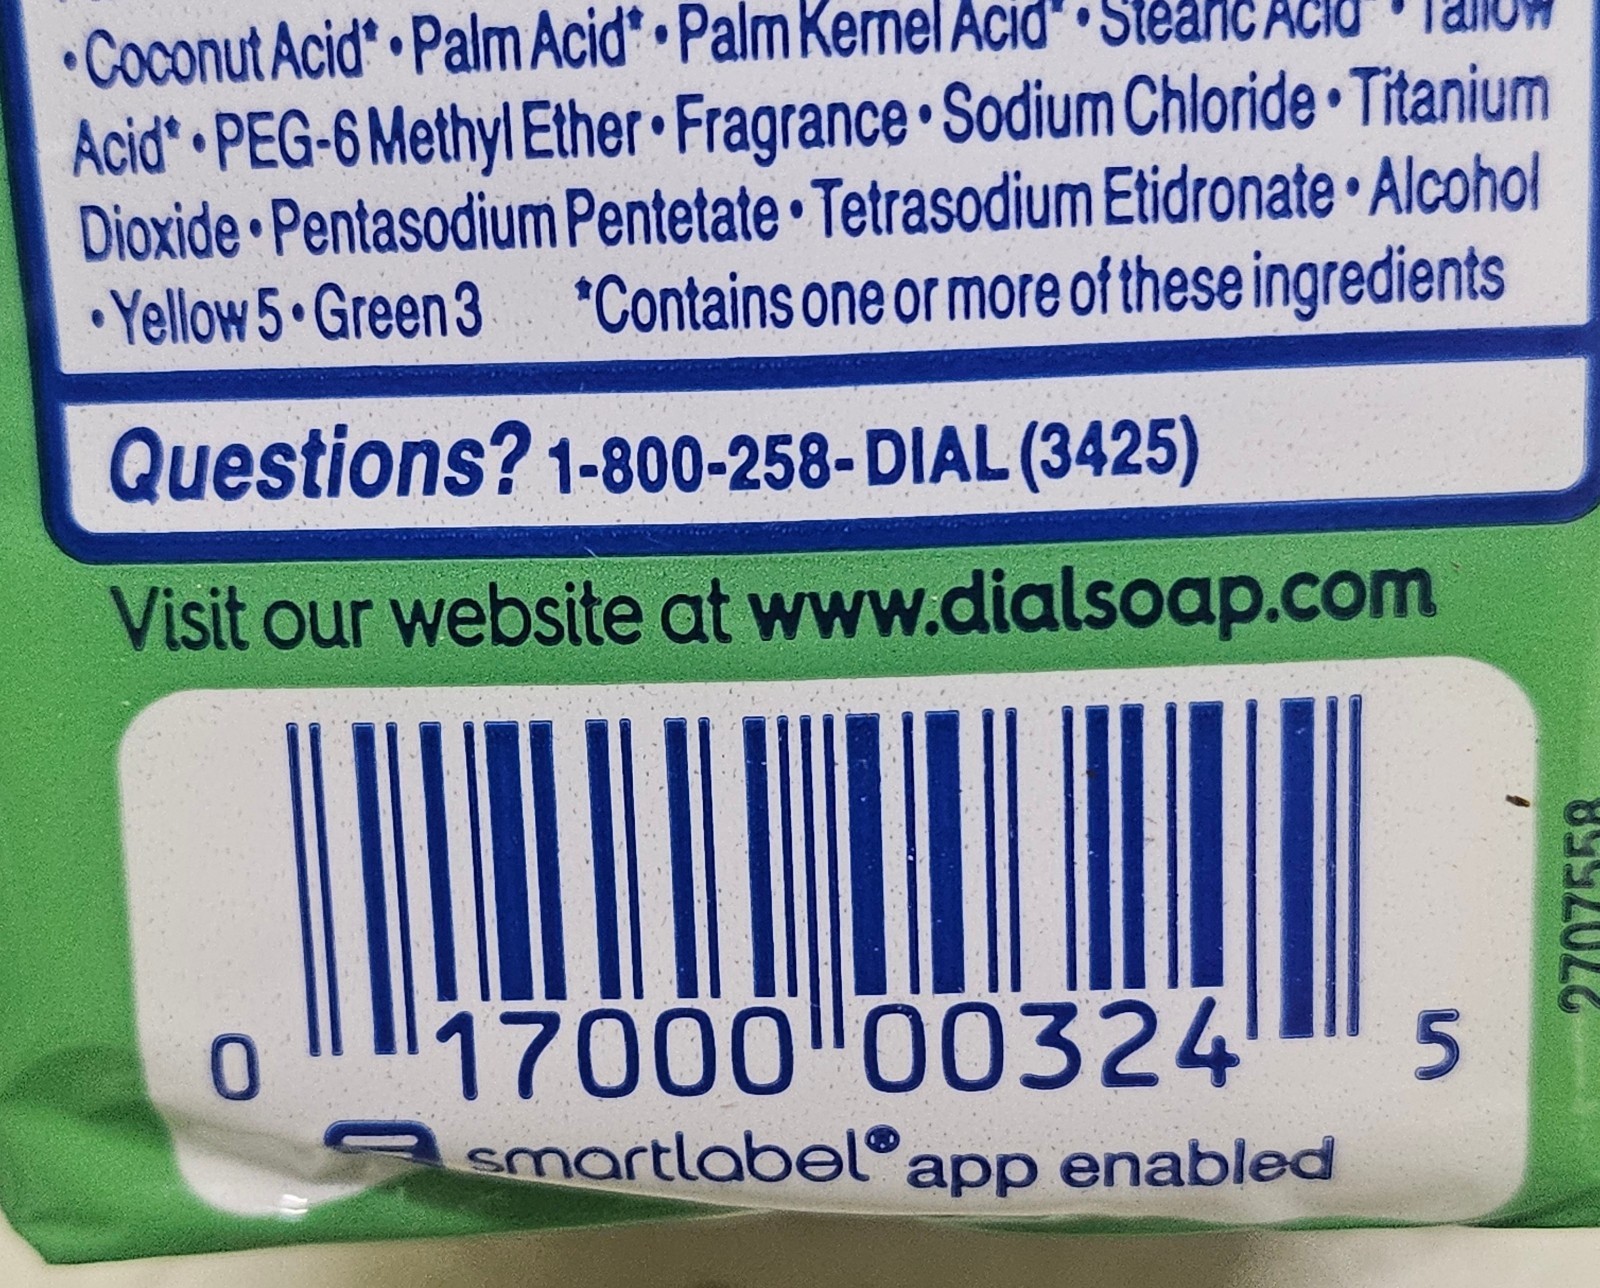 • Coconut Acid* • Palm Acid* • Palm Kernel Acid* • Stearic Acid* • Tallow
Acid* • PEG-6 Methyl Ether • Fragrance • Sodium Chloride • Titanium
Dioxide • Pentasodium Pentetate • Tetrasodium Etidronate • Alcohol
• Yellow 5 • Green 3 *Contains one or more of these ingredients
Questions? 1-800-258-DIAL (3425)
Visit our website at www.dialsoap.com
0 17000 00324 5
smartlabel® app enabled
2707558